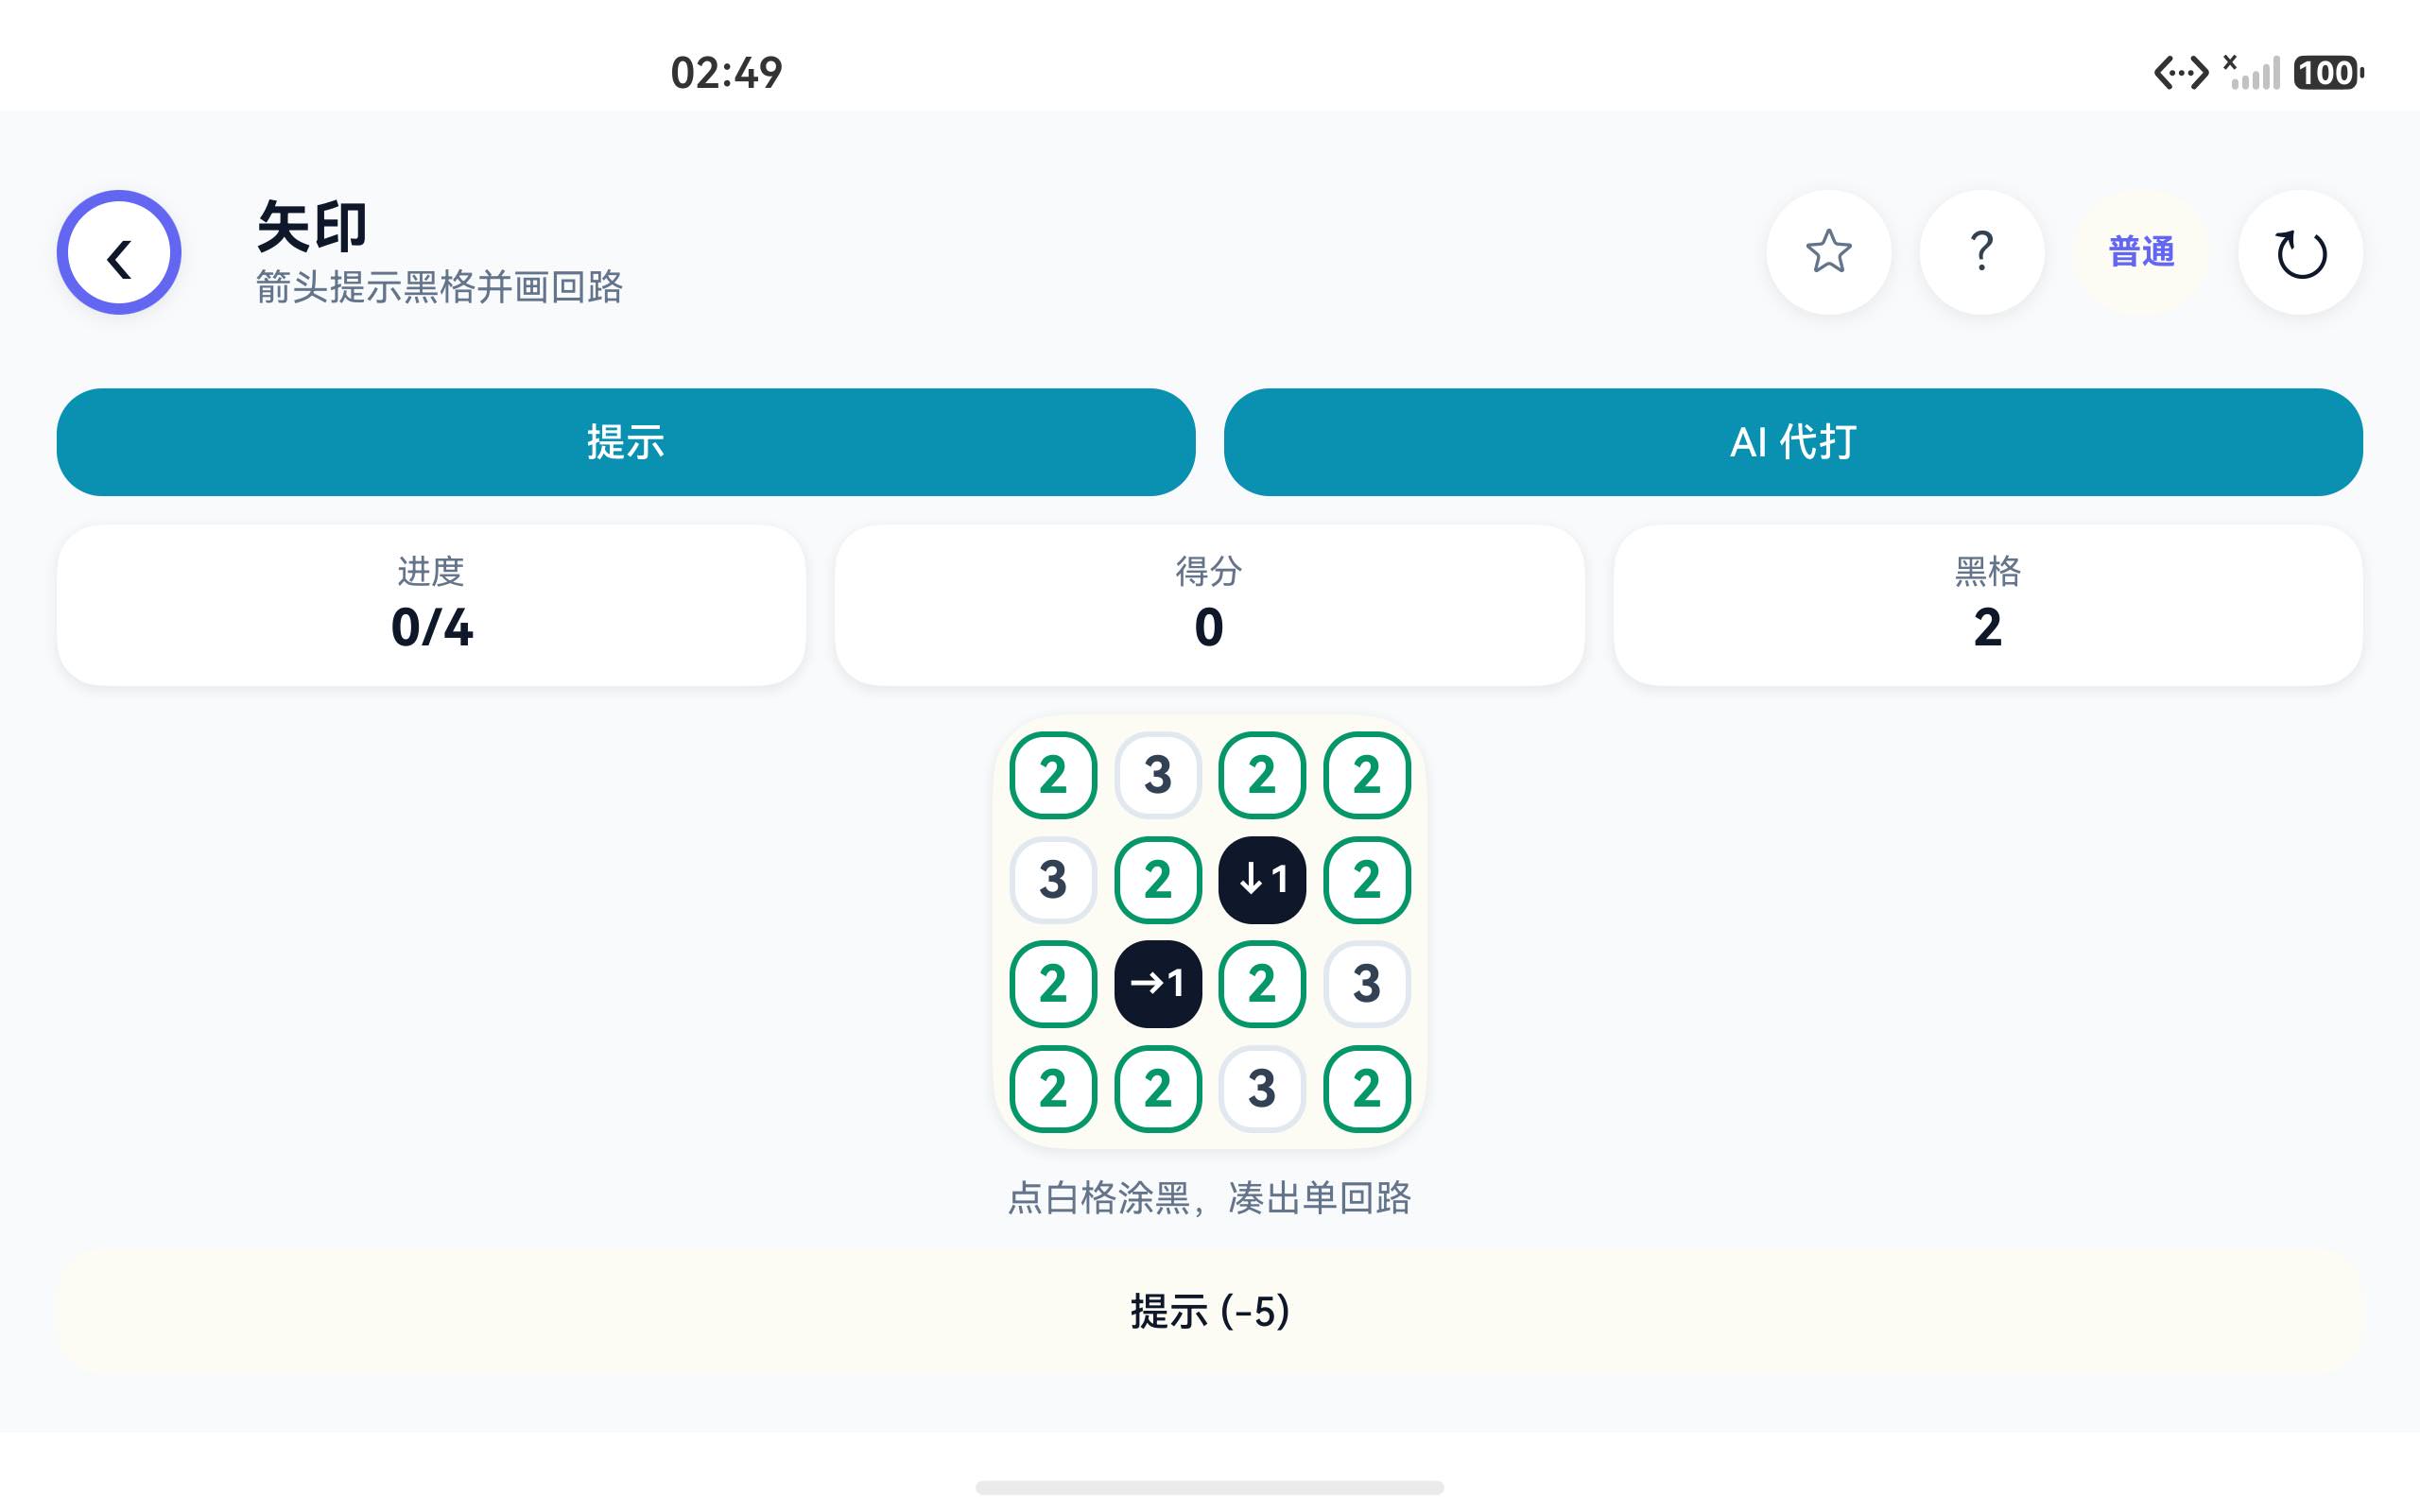 02:49
100
矢印
箭头提示黑格并画回路
?
普通
提示
AI 代打
进度
0/4
得分
0
黑格
2
2 3 2 2
3 2 ↓1 2
2 →1 2 3
2 2 3 2
点白格涂黑，凑出单回路
提示 (-5)